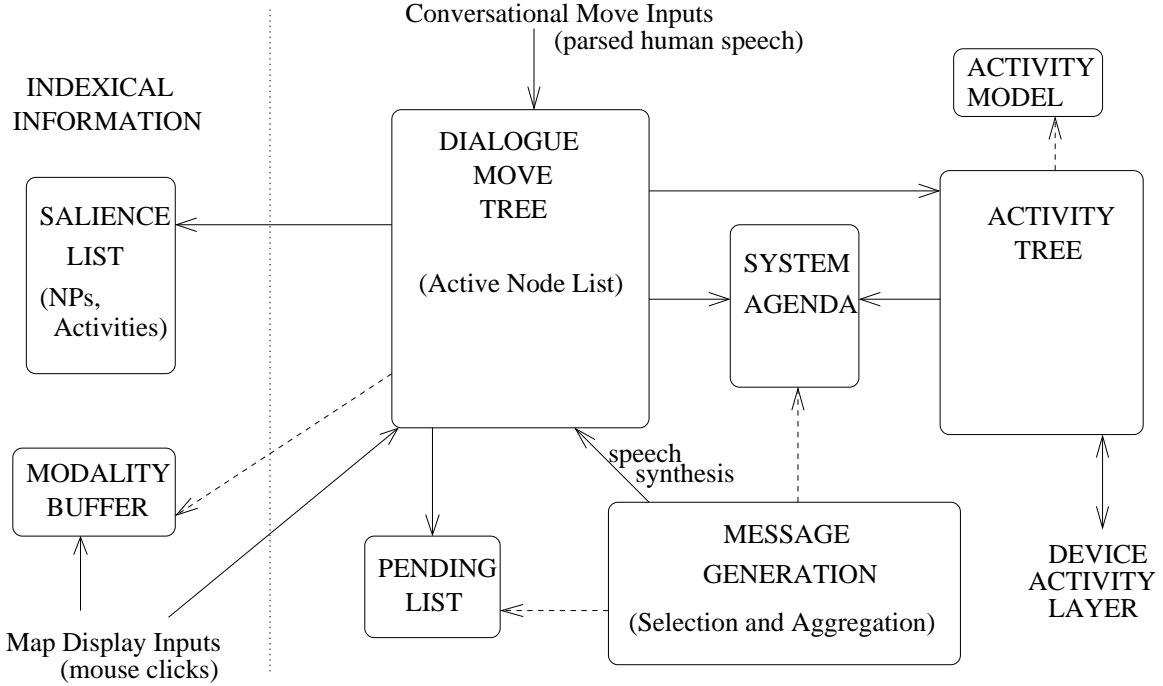 Conversational Move Inputs
(parsed human speech)
INDEXICAL
INFORMATION
SALIENCE
LIST
(NPs,
Activities)
MODALITY
BUFFER
Map Display Inputs
(mouse clicks)
DIALOGUE
MOVE
TREE
(Active Node List)
SYSTEM
AGENDA
ACTIVITY
MODEL
ACTIVITY
TREE
speech
synthesis
PENDING
LIST
MESSAGE
GENERATION
(Selection and Aggregation)
DEVICE
ACTIVITY
LAYER